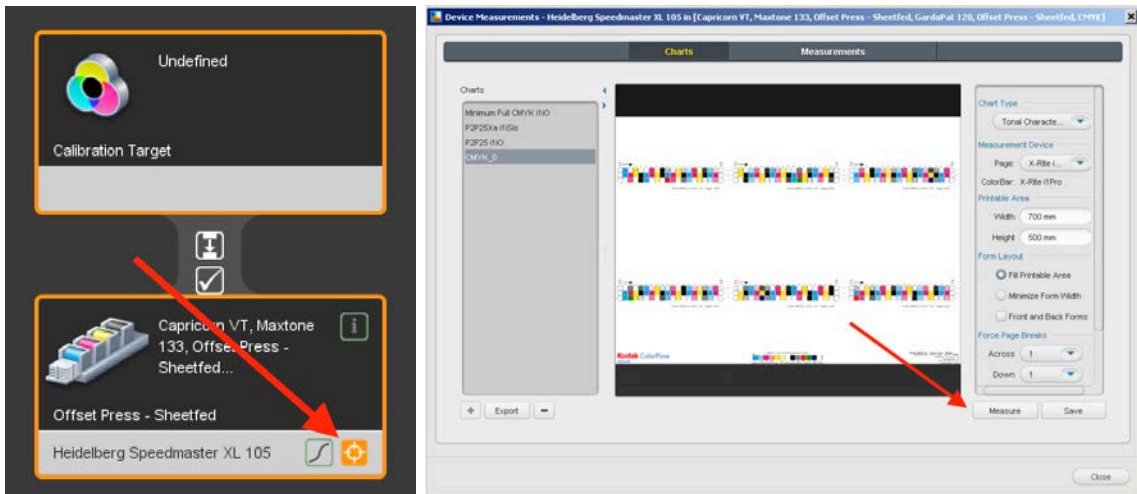 Undefined
Calibration Target
Capricorn VT, Maxtone
133, Offset Press -
Sheetfed...
Offset Press - Sheetfed
Heidelberg Speedmaster XL 105
Device Measurements - Heidelberg Speedmaster XL 105 in [Capricorn VT, Maxtone 133, Offset Press - Sheetfed, GardaPat 120, Offset Press - Sheetfed, CMYK]
Charts
Measurements
Charts
Minimum Full CMYK i1iO
P2P25Xa i1iSis
P2P25 i1iO
CMYK_0
Kodak ColorFlow
Export
Chart Type
Tonal Characte...
Measurement Device
Page: X-Rite i...
ColorBar: X-Rite i1Pro
Printable Area
Width 700 mm
Height 500 mm
Form Layout
Fill Printable Area
Minimize Form Width
Front and Back Forms
Force Page Breaks
Across 1
Down 1
Measure
Save
Close